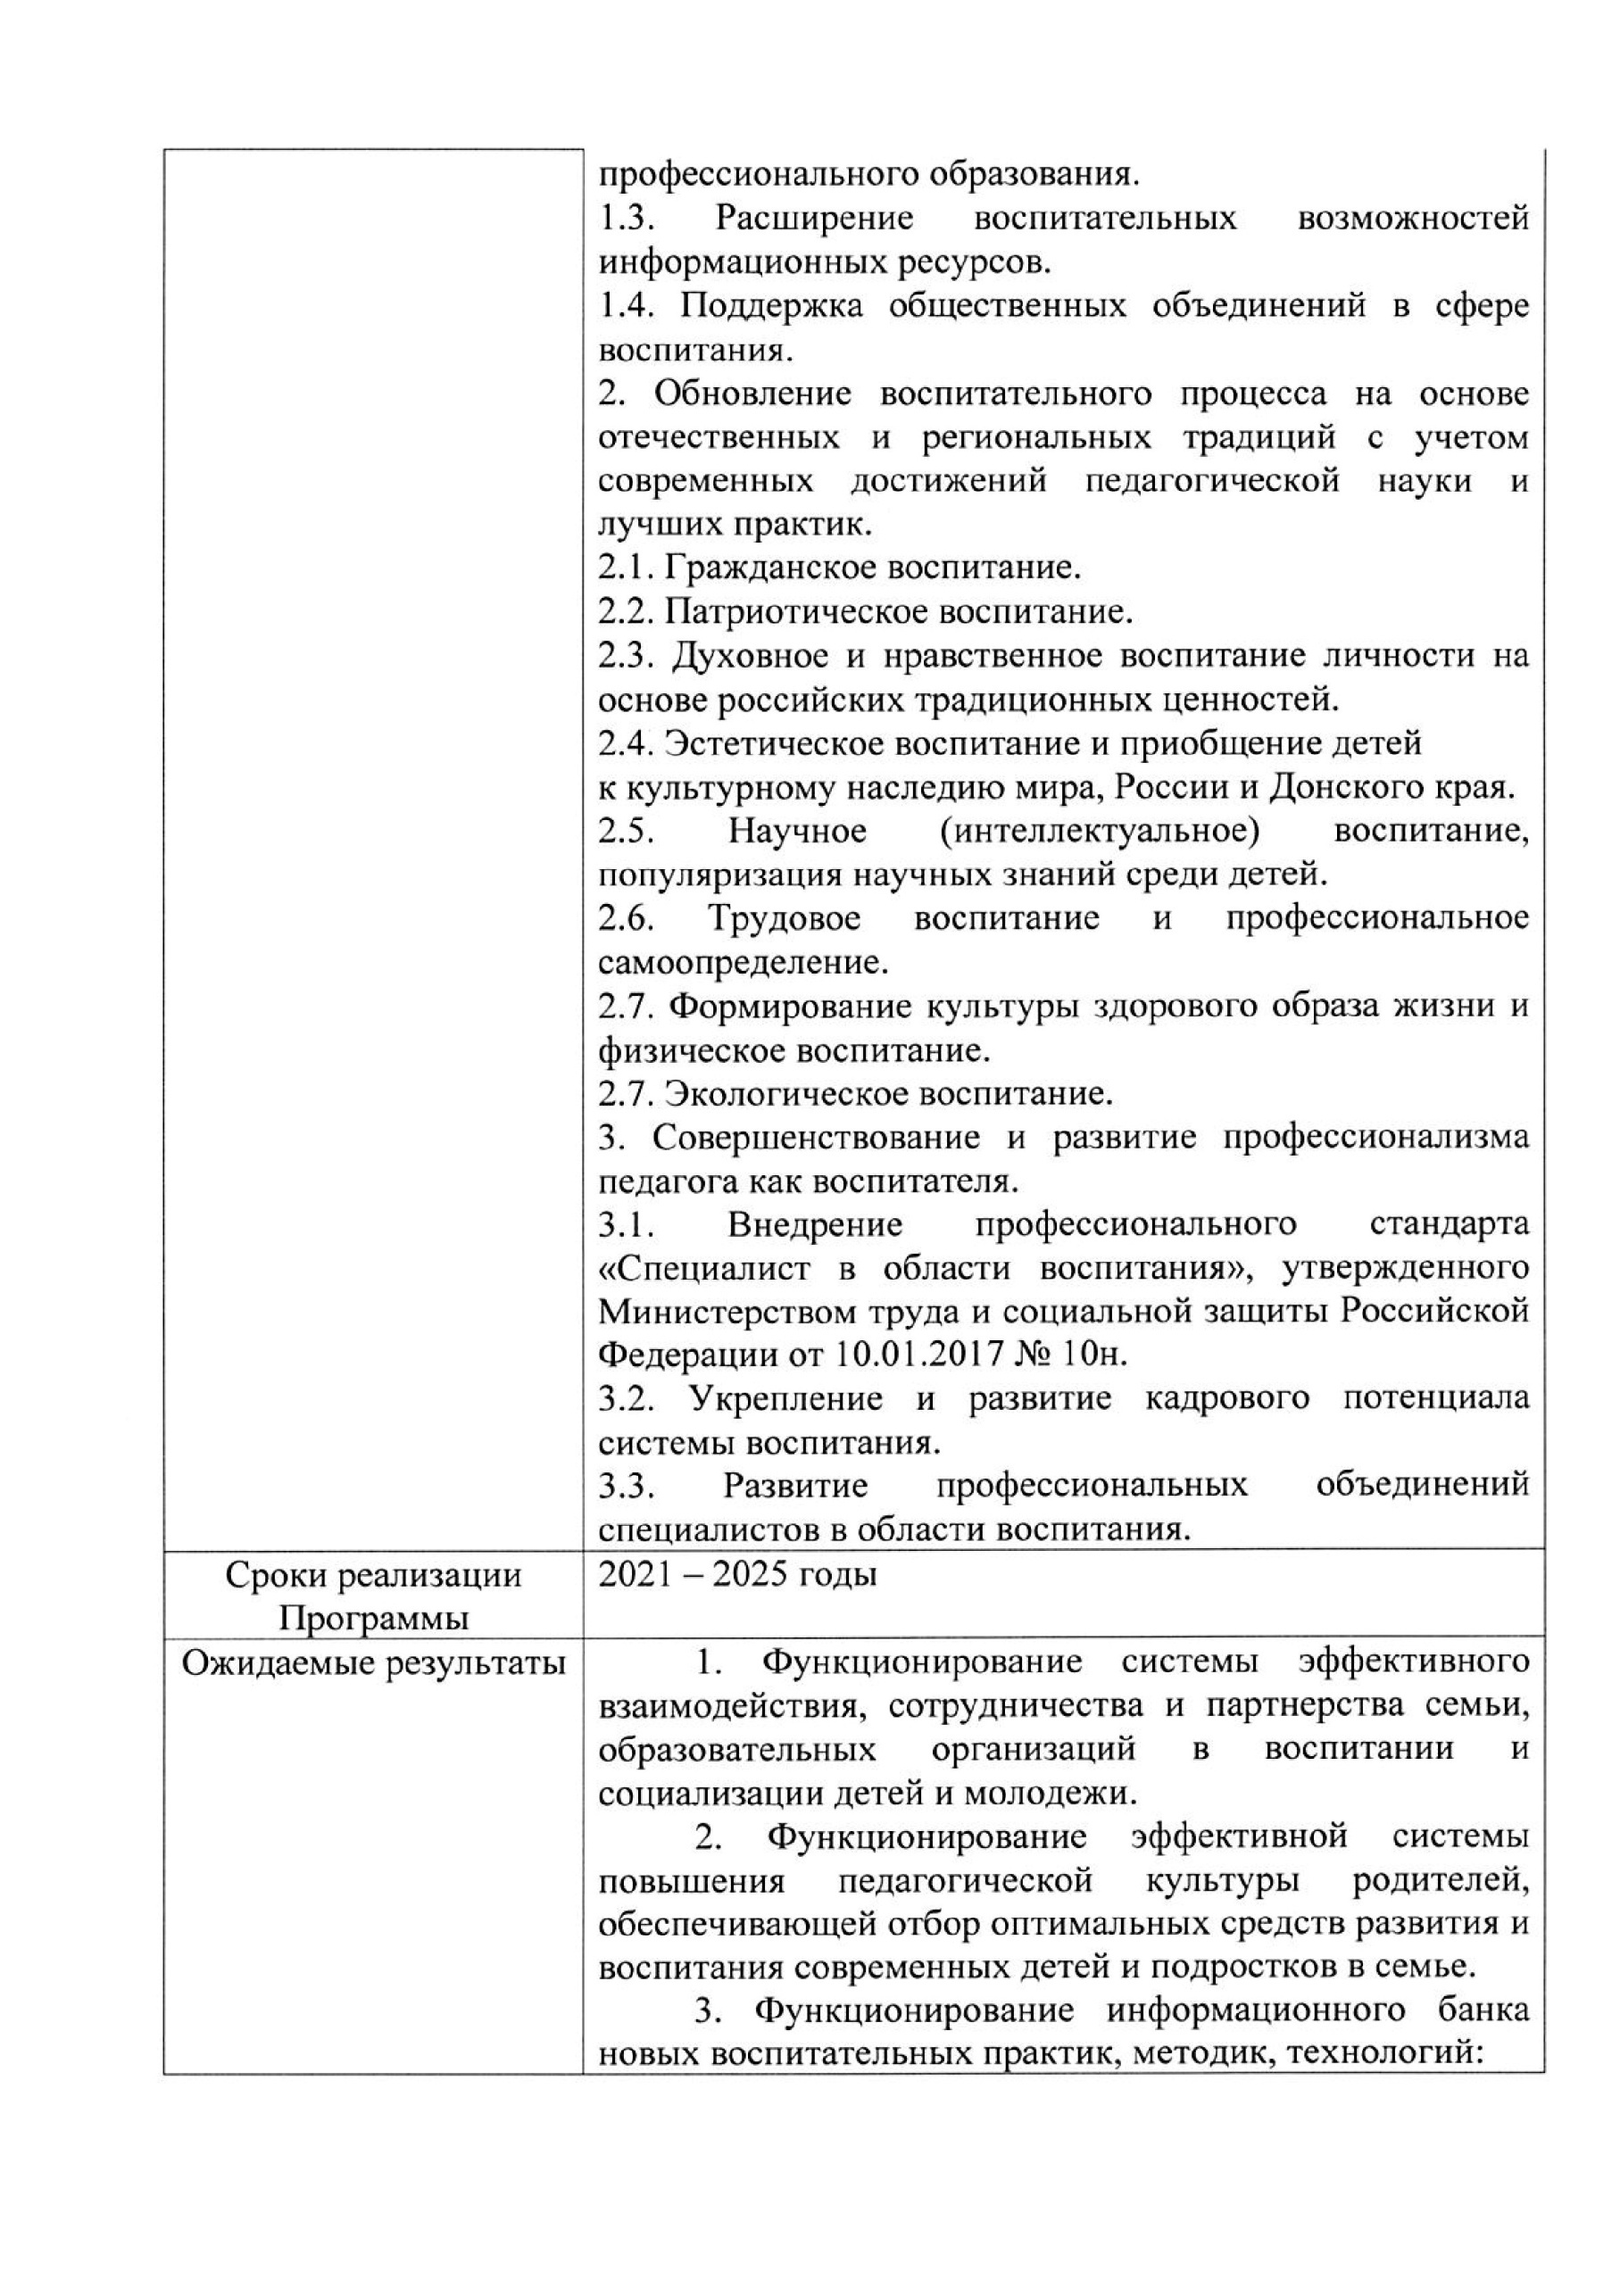 профессионального образования.
1.3. Расширение воспитательных возможностей
информационных ресурсов.
1.4. Поддержка общественных объединений в сфере
воспитания.
2. Обновление воспитательного процесса на основе
отечественных и региональных традиций с учетом
современных достижений педагогической науки и
лучших практик.
2.1. Гражданское воспитание.
2.2. Патриотическое воспитание.
2.3. Духовное и нравственное воспитание личности на
основе российских традиционных ценностей.
2.4. Эстетическое воспитание и приобщение детей
к культурному наследию мира, России и Донского края.
2.5. Научное (интеллектуальное) воспитание,
популяризация научных знаний среди детей.
2.6. Трудовое воспитание и профессиональное
самоопределение.
2.7. Формирование культуры здорового образа жизни и
физическое воспитание.
2.7. Экологическое воспитание.
3. Совершенствование и развитие профессионализма
педагога как воспитателя.
3.1. Внедрение профессионального стандарта
«Специалист в области воспитания», утвержденного
Министерством труда и социальной защиты Российской
Федерации от 10.01.2017 № 10н.
3.2. Укрепление и развитие кадрового потенциала
системы воспитания.
3.3. Развитие профессиональных объединений
специалистов в области воспитания.
Сроки реализации
Программы
2021 – 2025 годы
Ожидаемые результаты
1. Функционирование системы эффективного
взаимодействия, сотрудничества и партнерства семьи,
образовательных организаций в воспитании и
социализации детей и молодежи.
2. Функционирование эффективной системы
повышения педагогической культуры родителей,
обеспечивающей отбор оптимальных средств развития и
воспитания современных детей и подростков в семье.
3. Функционирование информационного банка
новых воспитательных практик, методик, технологий: